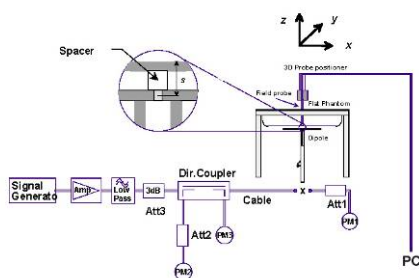 z
y
x
Spacer
s
3D Probe positioner
Field probe
Flat Phantom
Dipole
Dir.Coupler
Signal
Generato
Amp
Low
Pass
3dB
Cable
x
Att1
Att3
PM1
Att2
PM3
PM2
PC